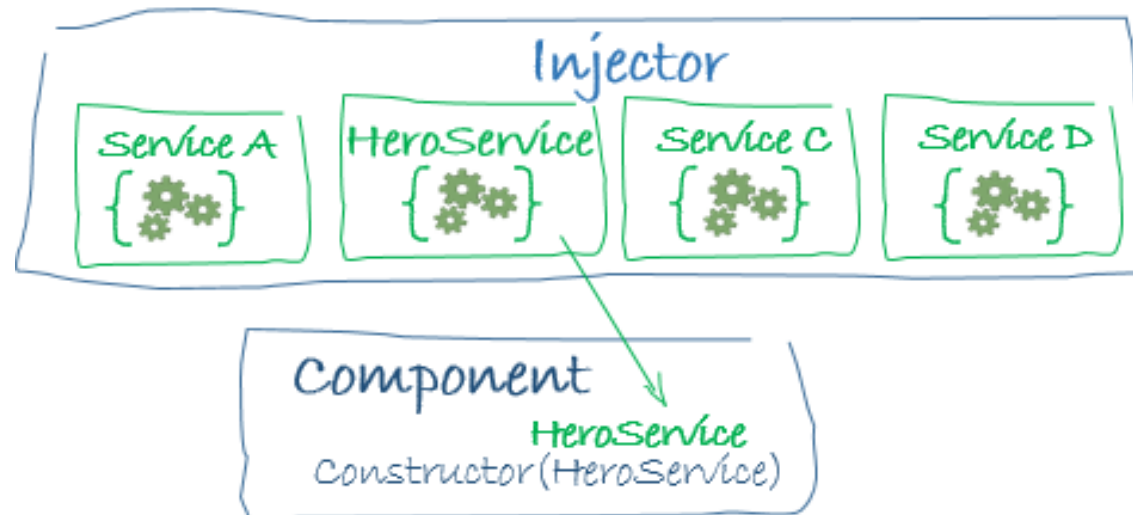 Injector
Service A
HeroService
Service C
Service D
{ }
{ }
{ }
{ }
Component
HeroService
Constructor(HeroService)